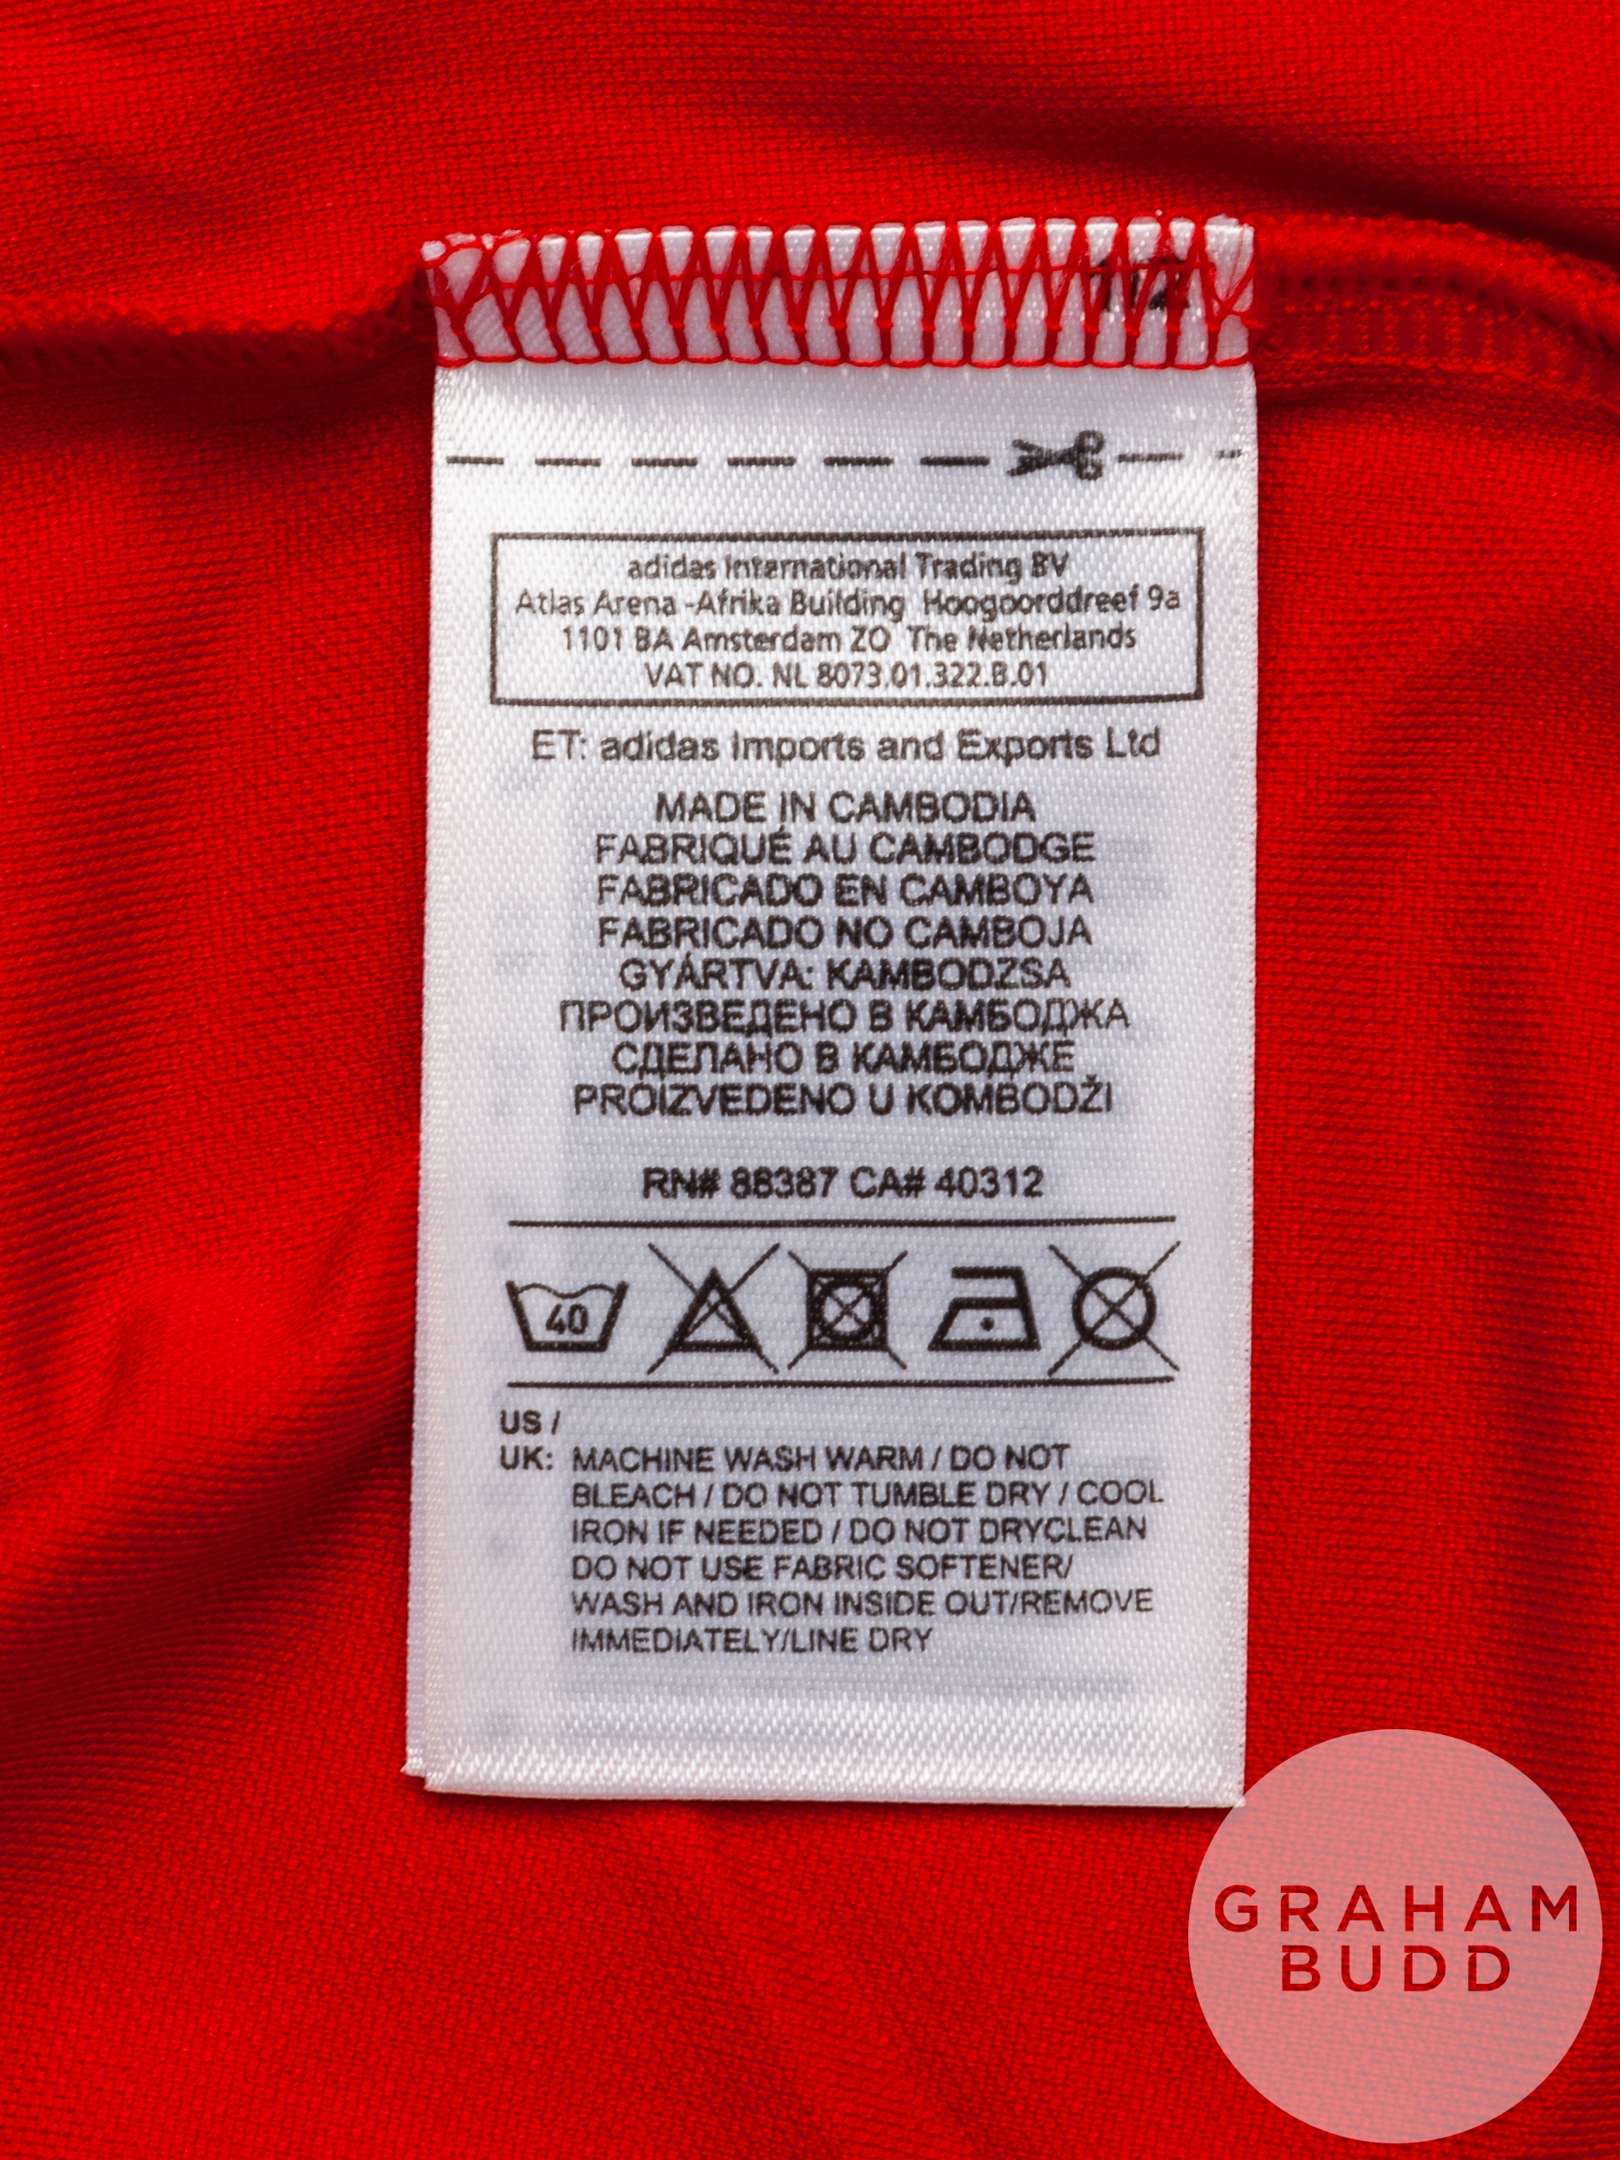 adidas International Trading BV
Atlas Arena -Afrika Building Hoogoorddreef 9a
1101 BA Amsterdam ZO The Netherlands
VAT NO. NL 8073.01.322.B.01
ET: adidas Imports and Exports Ltd
MADE IN CAMBODIA
FABRIQUÉ AU CAMBODGE
FABRICADO EN CAMBOYA
FABRICADO NO CAMBOJA
GYÁRTVA: KAMBODZSA
ПРОИЗВЕДЕНО В КАМБОДЖА
СДЕЛАНО В КАМБОДЖЕ
PROIZVEDENO U KOMBODŽI
RN# 88387 CA# 40312
40
US /
UK: MACHINE WASH WARM / DO NOT
BLEACH / DO NOT TUMBLE DRY / COOL
IRON IF NEEDED / DO NOT DRYCLEAN
DO NOT USE FABRIC SOFTENER/
WASH AND IRON INSIDE OUT/REMOVE
IMMEDIATELY/LINE DRY
GRAHAM
BUDD